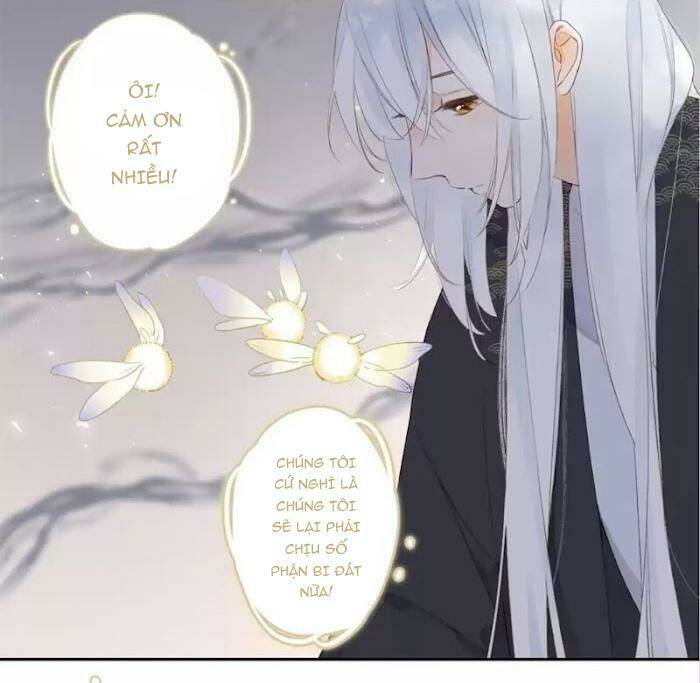 ÔI!
CẢM ƠN
RẤT
NHIỀU!
CHÚNG TÔI
CỨ NGHĨ LÀ
CHÚNG TÔI
SẼ LẠI PHẢI
CHỊU SỐ
PHẬN BI ĐÁT
NỮA!